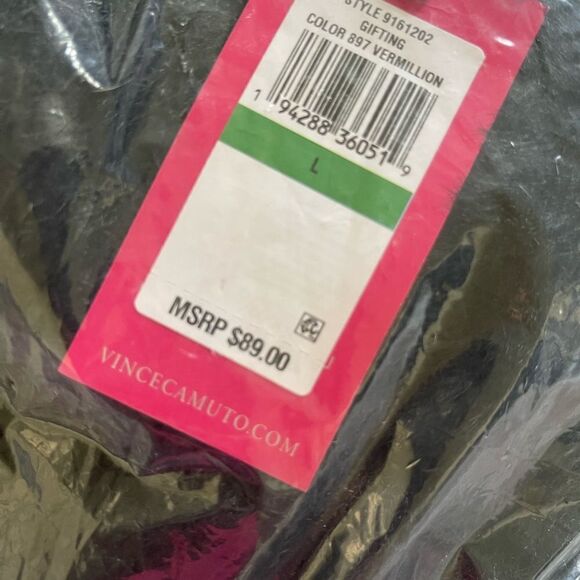 STYLE 9161202
GIFTING
COLOR 897 VERMILLION
1 94288 36051 9
L
MSRP $89.00
VINCECAMUTO.COM